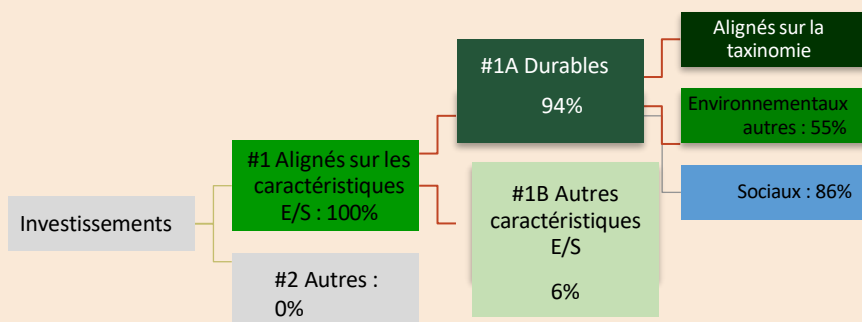 Investissements
#1 Alignés sur les
caractéristiques
E/S : 100%
#2 Autres :
0%
#1A Durables
94%
#1B Autres
caractéristiques
E/S
6%
Alignés sur la
taxinomie
Environnementaux
autres : 55%
Sociaux : 86%